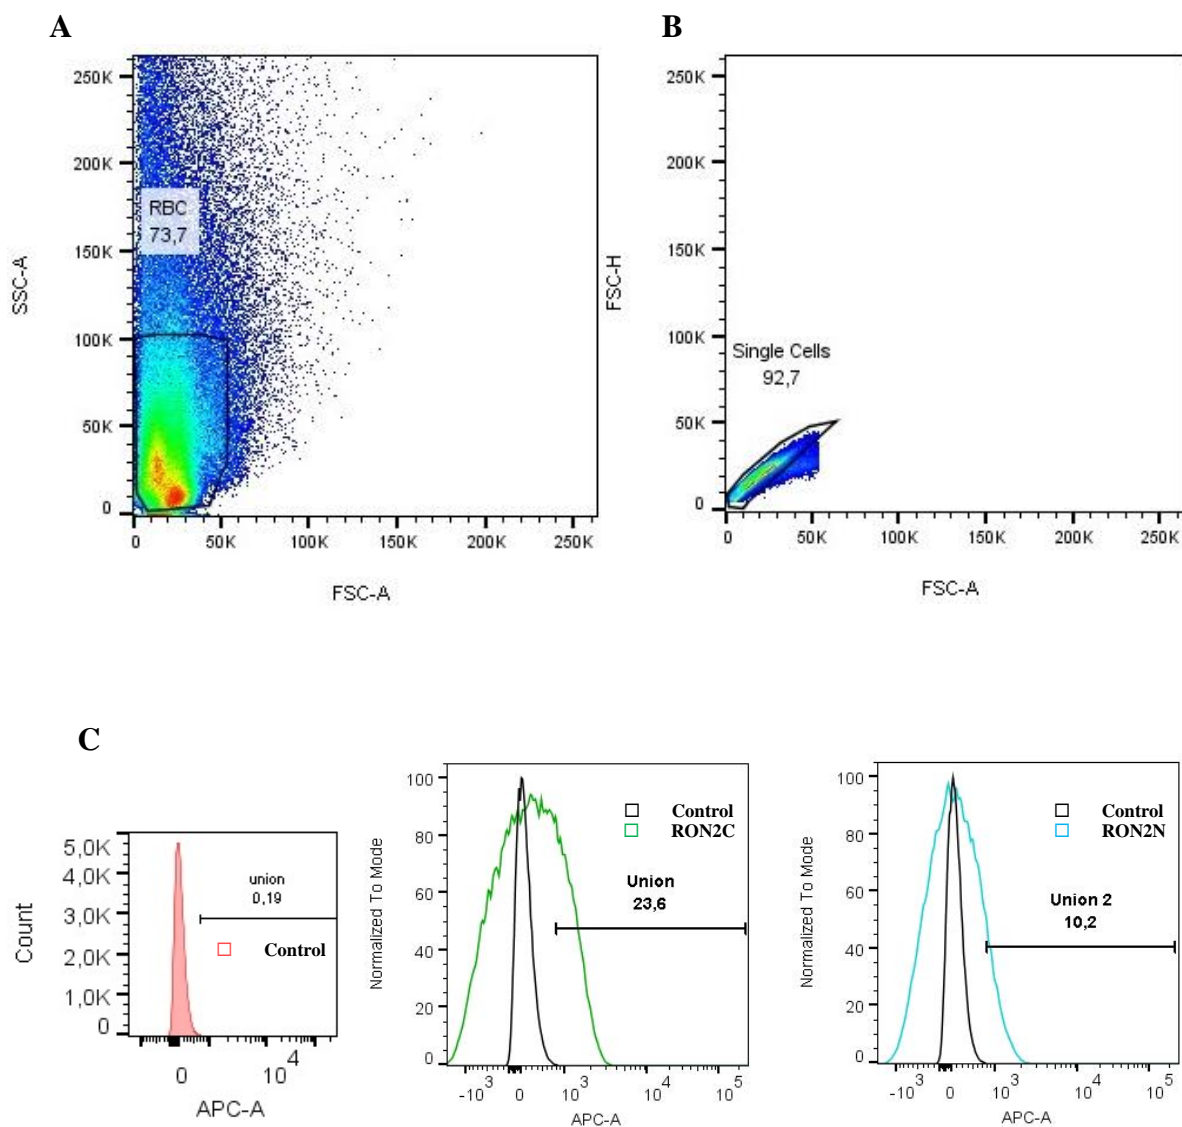 A
B
250K
200K
150K
100K
50K
0
SSC-A
RBC
73,7
0 50K 100K 150K 200K 250K
FSC-A
250K
200K
150K
100K
50K
0
FSC-H
Single Cells
92,7
0 50K 100K 150K 200K 250K
FSC-A
C
5,0K
4,0K
3,0K
2,0K
1,0K
0
Count
union
0,19
Control
0 10 4
APC-A
100
80
60
40
20
0
Normalized To Mode
Control
RON2C
Union
23,6
-10 3 0 10 3 10 4 10 5
APC-A
100
80
60
40
20
0
Normalized To Mode
Control
RON2N
Union 2
10,2
-10 3 0 10 3 10 4 10 5
APC-A